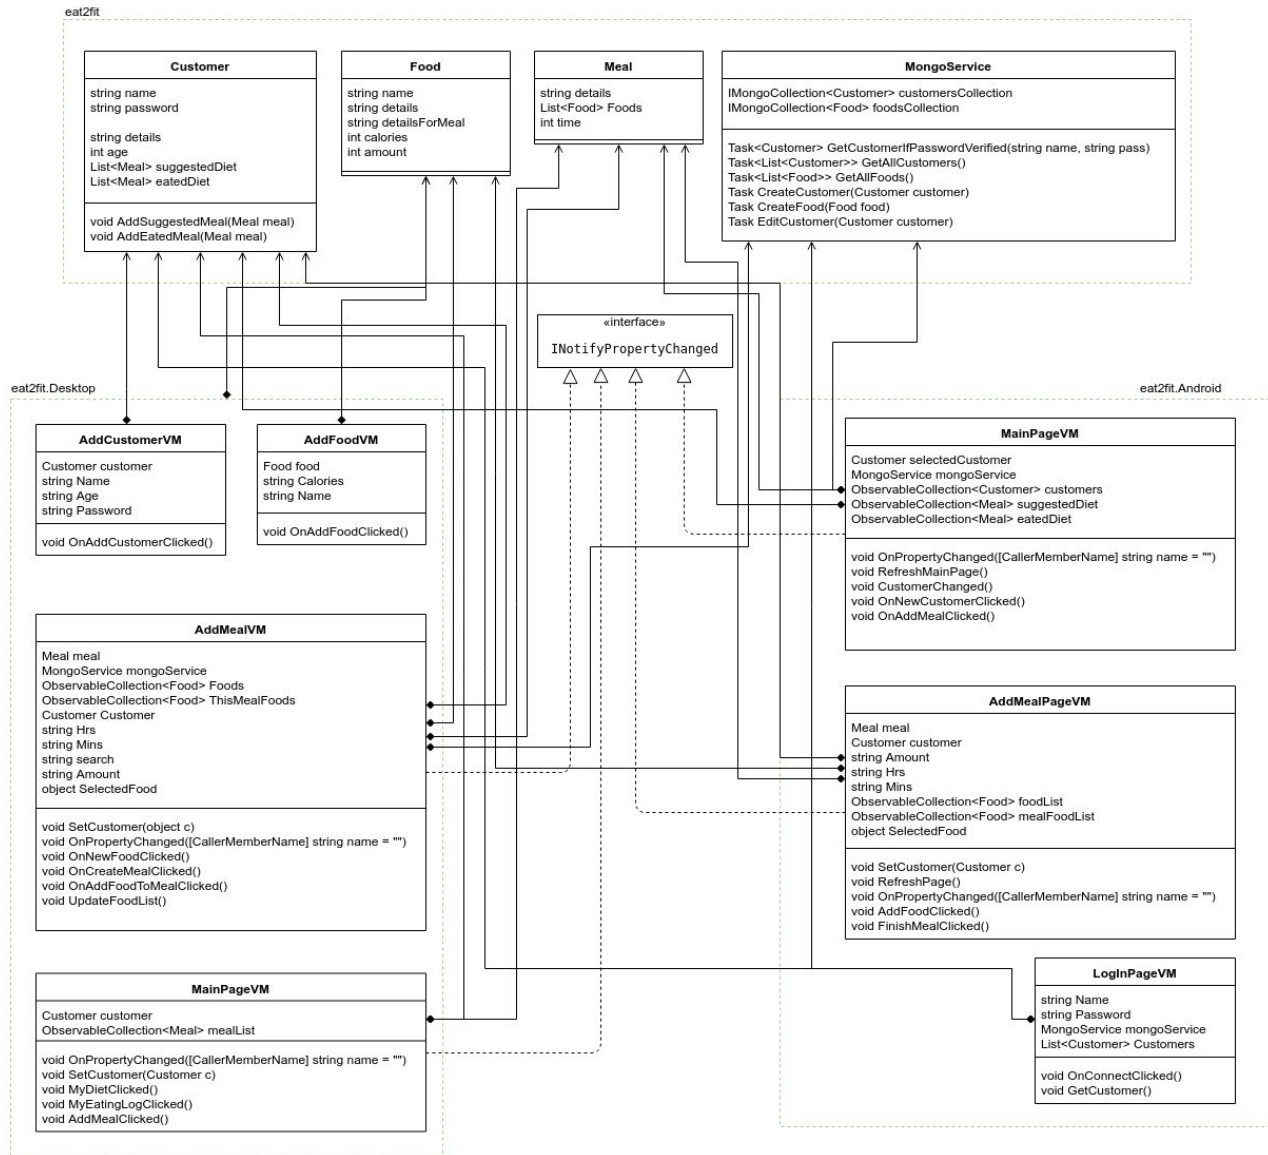 eat2fit
Customer
string name
string password
string details
int age
List<Meal> suggestedDiet
List<Meal> eatedDiet
void AddSuggestedMeal(Meal meal)
void AddEatedMeal(Meal meal)
Food
string name
string details
string detailsForMeal
int calories
int amount
Meal
string details
List<Food> Foods
int time
MongoService
IMongoCollection<Customer> customersCollection
IMongoCollection<Food> foodsCollection
Task<Customer> GetCustomerIfPasswordVerified(string name, string pass)
Task<List<Customer>> GetAllCustomers()
Task<List<Food>> GetAllFoods()
Task CreateCustomer(Customer customer)
Task CreateFood(Food food)
Task EditCustomer(Customer customer)
«interface»
INotifyPropertyChanged
eat2fit.Desktop
AddCustomerVM
Customer customer
string Name
string Age
string Password
void OnAddCustomerClicked()
AddFoodVM
Food food
string Calories
string Name
void OnAddFoodClicked()
AddMealVM
Meal meal
MongoService mongoService
ObservableCollection<Food> Foods
ObservableCollection<Food> ThisMealFoods
Customer Customer
string Hrs
string Mins
string search
string Amount
object SelectedFood
void SetCustomer(object c)
void OnPropertyChanged([CallerMemberName] string name = "")
void OnNewFoodClicked()
void OnCreateMealClicked()
void OnAddFoodToMealClicked()
void UpdateFoodList()
MainPageVM
Customer customer
ObservableCollection<Meal> mealList
void OnPropertyChanged([CallerMemberName] string name = "")
void SetCustomer(Customer c)
void MyDietClicked()
void MyEatingLogClicked()
void AddMealClicked()
eat2fit.Android
MainPageVM
Customer selectedCustomer
MongoService mongoService
ObservableCollection<Customer> customers
ObservableCollection<Meal> suggestedDiet
ObservableCollection<Meal> eatedDiet
void OnPropertyChanged([CallerMemberName] string name = "")
void RefreshMainPage()
void CustomerChanged()
void OnNewCustomerClicked()
void OnAddMealClicked()
AddMealPageVM
Meal meal
Customer customer
string Amount
string Hrs
string Mins
ObservableCollection<Food> foodList
ObservableCollection<Food> mealFoodList
object SelectedFood
void SetCustomer(Customer c)
void RefreshPage()
void OnPropertyChanged([CallerMemberName] string name = "")
void AddFoodClicked()
void FinishMealClicked()
LogInPageVM
string Name
string Password
MongoService mongoService
List<Customer> Customers
void OnConnectClicked()
void GetCustomer()